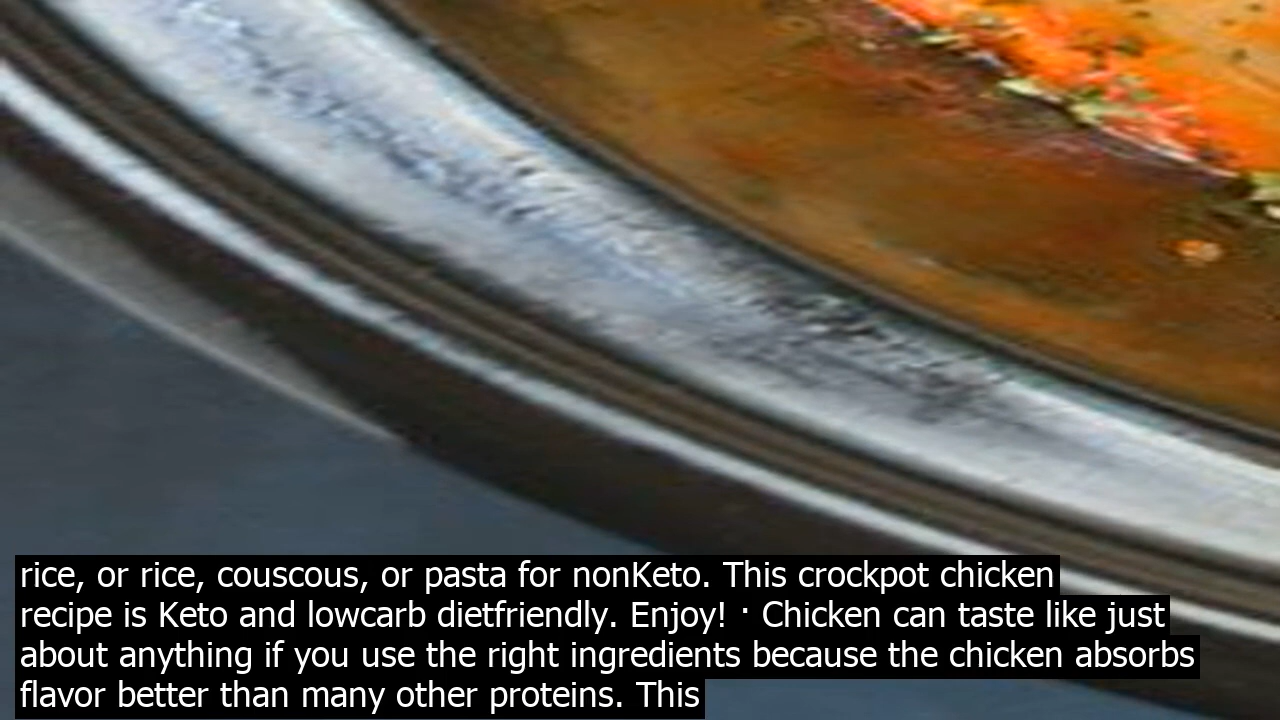 rice, or rice, couscous, or pasta for nonKeto. This crockpot chicken
recipe is Keto and lowcarb dietfriendly. Enjoy! · Chicken can taste like just
about anything if you use the right ingredients because the chicken absorbs
flavor better than many other proteins. This